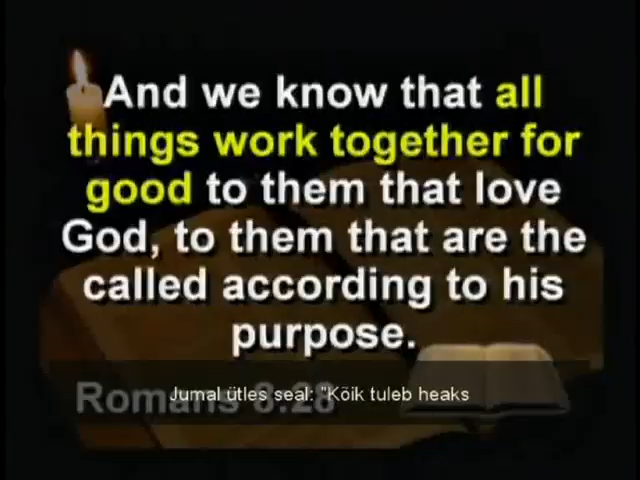 And we know that all
things work together for
good to them that love
God, to them that are the
called according to his
purpose.
Romans 8:28
Jumal ütles seal: "Kõik tuleb heaks